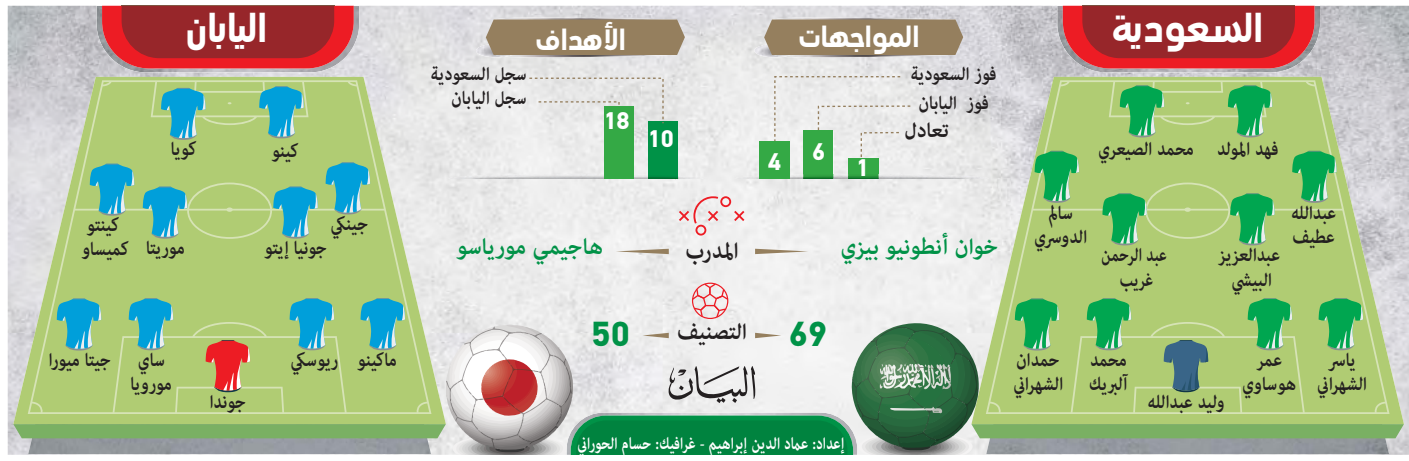 السعودية
فهد المولد
محمد الصيعري
عبدالله
عطيف
سالم
الدوسري
عبدالعزيز
البيشي
عبد الرحمن
غريب
ياسر
الشهراني
عمر
هوساوي
محمد
آلبريك
حمدان
الشهراني
وليد عبدالله
المواجهات
فوز السعودية
فوز اليابان
تعادل
4
6
1
الأهداف
سجل السعودية
سجل اليابان
18
10
خوان أنطونيو بيزي
المدرب
هاجيمي مورياسو
69
التصنيف
50
البيان
إعداد: عماد الدين إبراهيم - غرافيك: حسام الحوراني
اليابان
كينو
كويا
جينكي
جونيا إيتو
موريتا
كينتو
كميساو
ماكينو
ريوسكي
ساي
مورويا
جيتا ميورا
جوندا